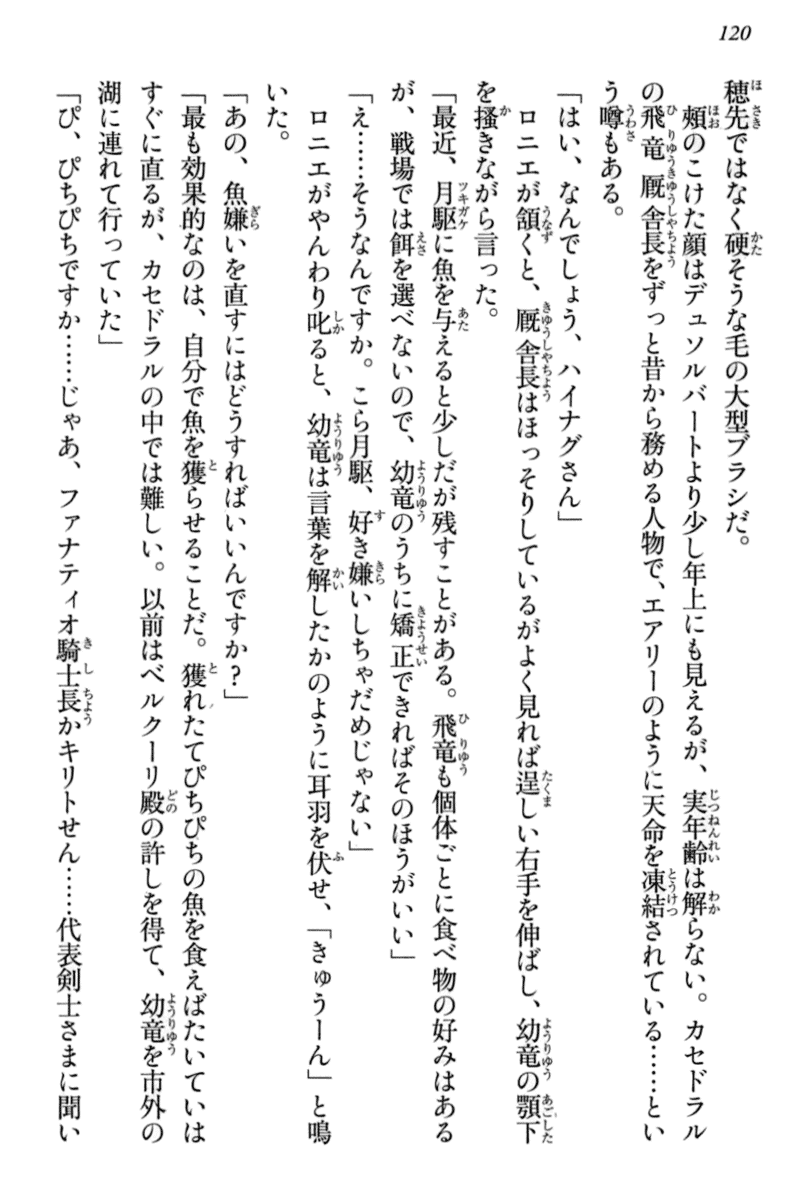 120
穂先ではなく硬そうな毛の大型ブラシだ。
頬のこけた顔はデュソルバートより少し年上にも見えるが、実年齢は解らない。カセドラル
の飛竜厩舎長をずっと昔から務める人物で、エアリーのように天命を凍結されている……とい
う噂もある。
「はい、なんでしょう、ハイナグさん」
ロニエが頷くと、厩舎長はほっそりしているがよく見れば逞しい右手を伸ばし、幼竜の顎下
を掻きながら言った。
「最近、月駆に魚を与えると少しだが残すことがある。飛竜も個体ごとに食べ物の好みはある
が、戦場では餌を選べないので、幼竜のうちに矯正できればそのほうがいい」
「え……そうなんですか。こら月駆、好き嫌いしちゃだめじゃない」
ロニエがやんわり叱ると、幼竜は言葉を解したかのように耳羽を伏せ、「きゅうーん」と鳴
いた。
「あの、魚嫌いを直すにはどうすればいいんですか?」
「最も効果的なのは、自分で魚を獲らせることだ。獲れたてぴちぴちの魚を食えばたいていは
すぐに直るが、カセドラルの中では難しい。以前はベルクーリ殿の許しを得て、幼竜を市外の
湖に連れて行っていた」
「ぴ、ぴちぴちですか……じゃあ、ファナティオ騎士長かキリトせん……代表剣士さまに聞い